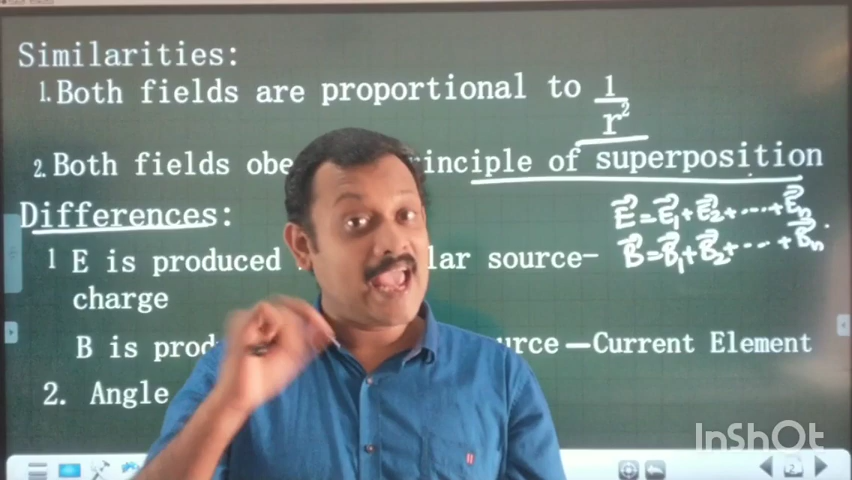 Similarities:
1. Both fields are proportional to 1/r²
2. Both fields obe rinciple of superposition
Differences:
E⃗ = E⃗₁ + E⃗₂ + ···· + E⃗n
B⃗ = B⃗₁ + B⃗₂ + ···· + B⃗n
1 E is produced lar source-
charge
B is prod urce — Current Element
2. Angle
InShOt
2